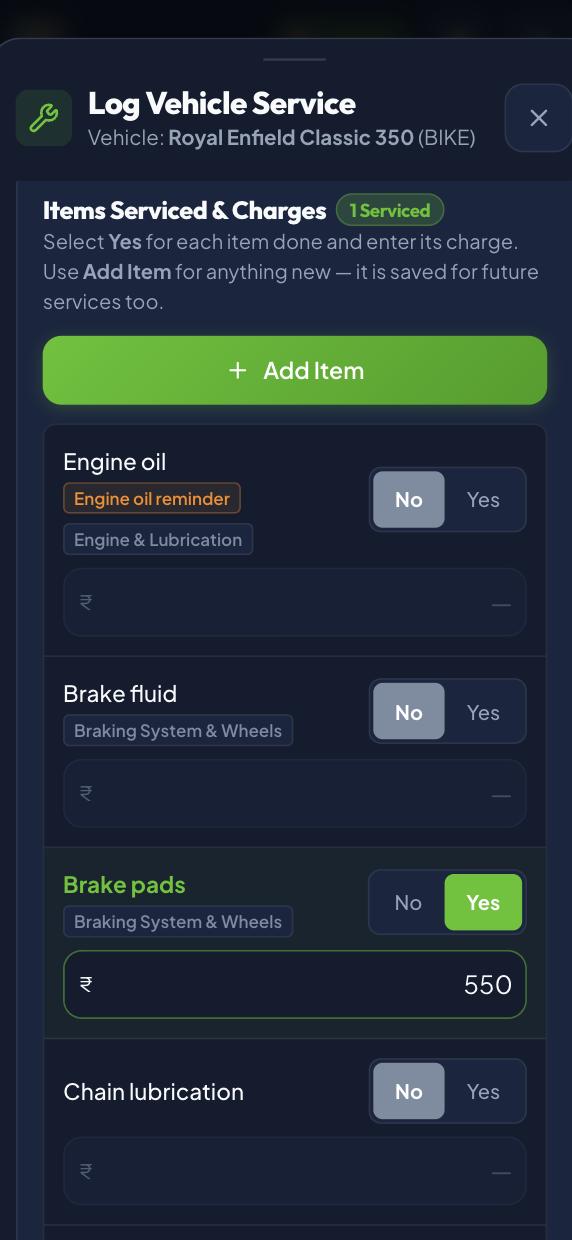 Log Vehicle Service
Vehicle: Royal Enfield Classic 350 (BIKE)
Items Serviced & Charges 1 Serviced
Select Yes for each item done and enter its charge.
Use Add Item for anything new — it is saved for future
services too.
+ Add Item
Engine oil
Engine oil reminder
No Yes
Engine & Lubrication
₹ —
Brake fluid
No Yes
Braking System & Wheels
₹ —
Brake pads
No Yes
Braking System & Wheels
₹ 550
Chain lubrication
No Yes
₹ —